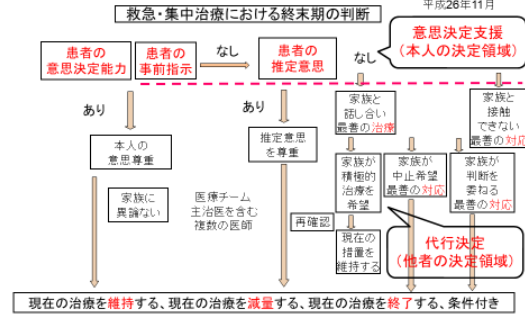 平成26年11月
救急・集中治療における終末期の判断
意思決定支援
(本人の決定領域)
患者の
意思決定能力
患者の
事前指示
なし
患者の
推定意思
なし
あり
あり
家族と
話し合い
最善の治療
家族と
接触
できない
最善の対応
本人の
意思尊重
推定意思
を尊重
家族が
積極的
治療を
希望
家族が
中止希望
最善の対応
家族が
判断を
委ねる
最善の対応
家族に
異論ない
医療チーム
主治医を含む
複数の医師
再確認
現在の
措置を
維持する
代行決定
(他者の決定領域)
現在の治療を維持する、現在の治療を減量する、現在の治療を終了する、条件付き